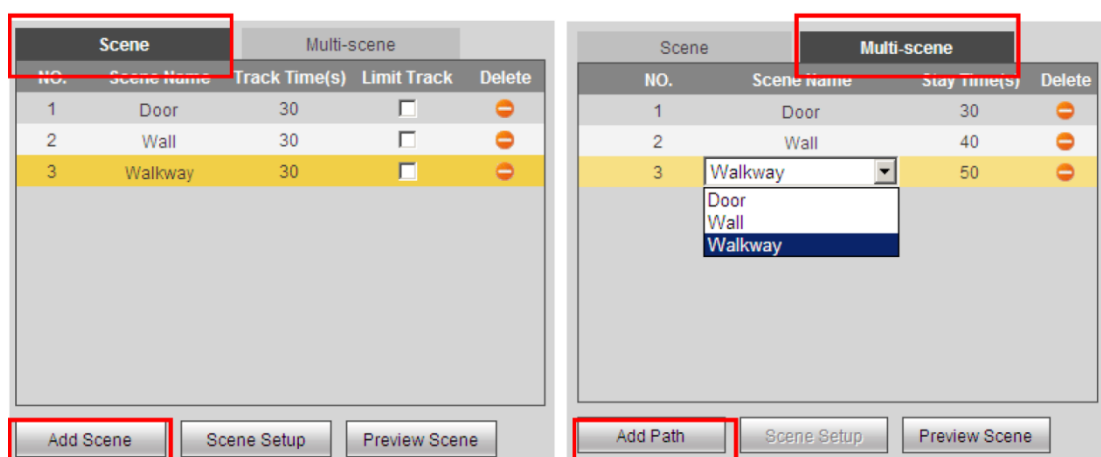 Scene Multi-scene
NO. Scene Name Track Time(s) Limit Track Delete
1 Door 30
2 Wall 30
3 Walkway 30
Add Scene Scene Setup Preview Scene
Scene Multi-scene
NO. Scene Name Stay Time(s) Delete
1 Door 30
2 Wall 40
3 Walkway 50
Door
Wall
Walkway
Add Path Scene Setup Preview Scene